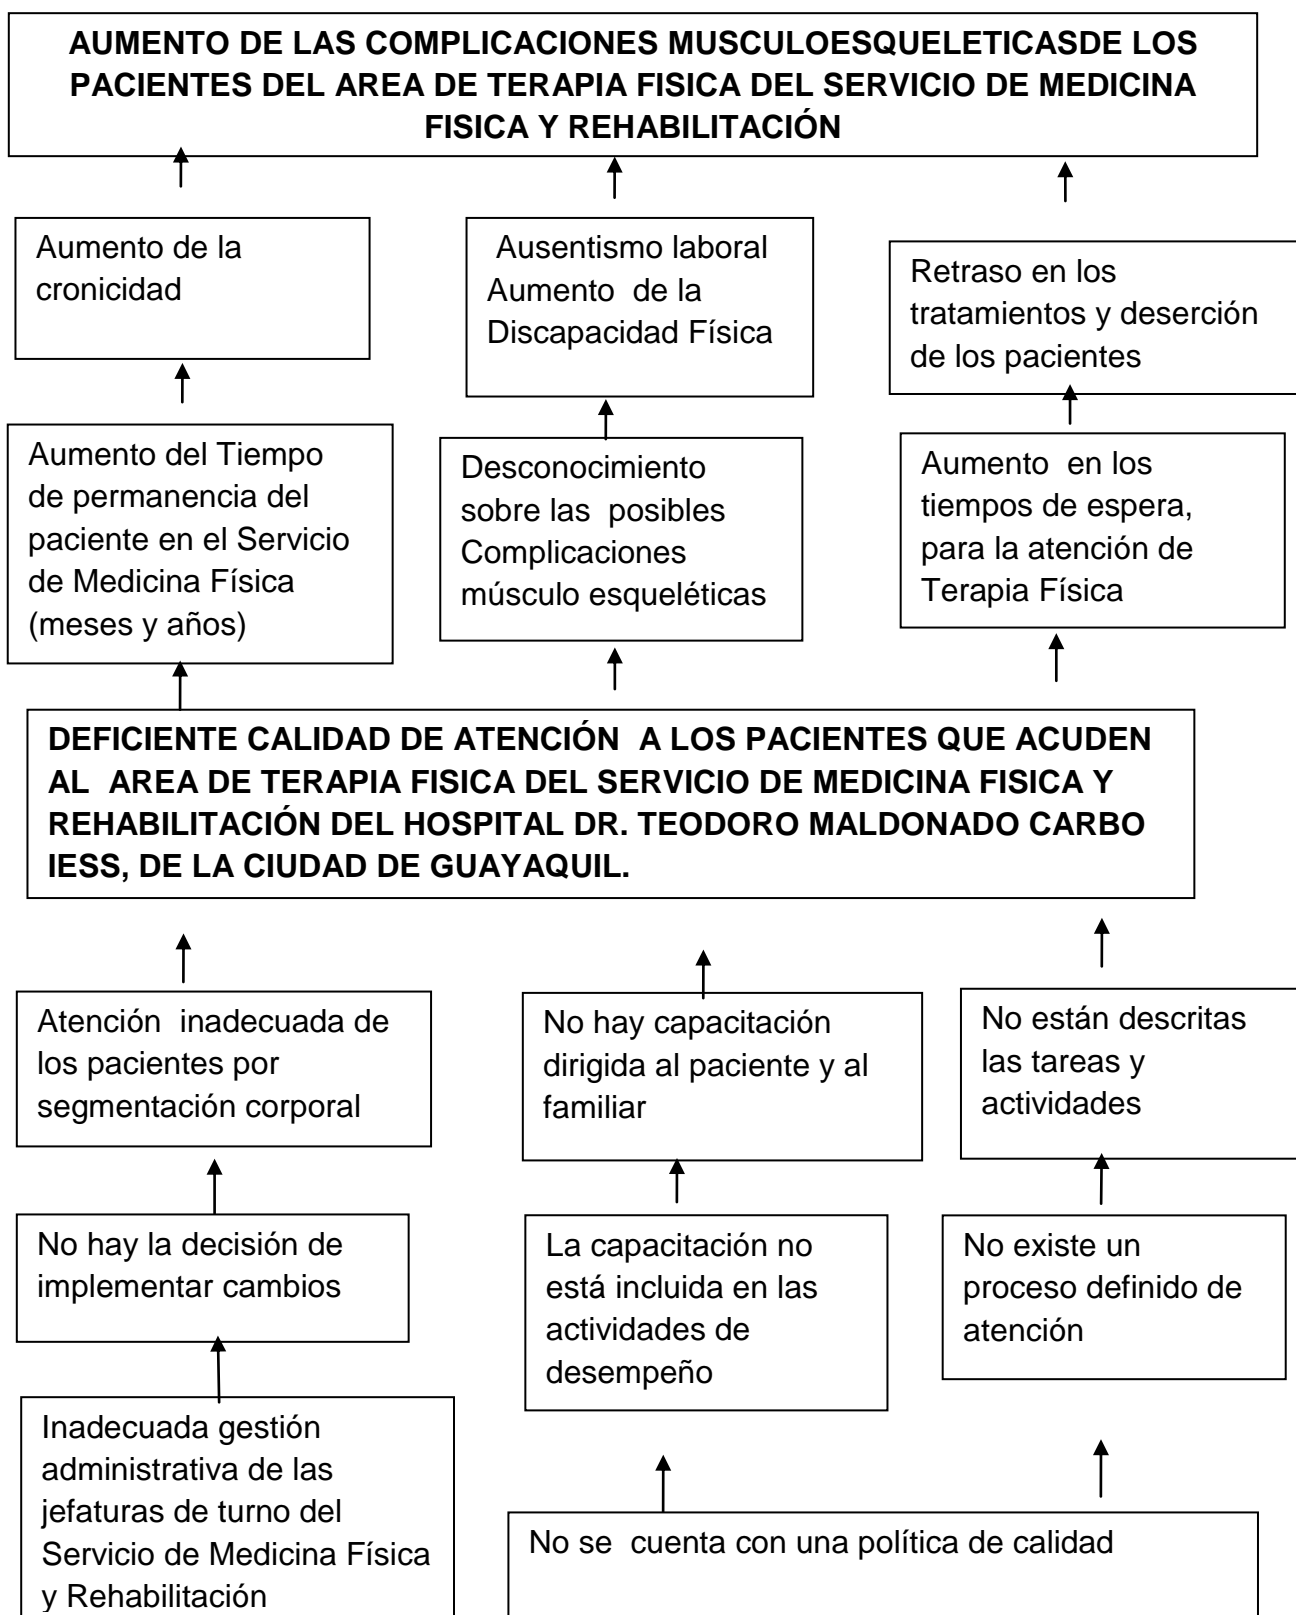 AUMENTO DE LAS COMPLICACIONES MUSCULOESQUELETICASDE LOS
PACIENTES DEL AREA DE TERAPIA FISICA DEL SERVICIO DE MEDICINA
FISICA Y REHABILITACIÓN
Aumento de la
cronicidad
Ausentismo laboral
Aumento de la
Discapacidad Física
Retraso en los
tratamientos y deserción
de los pacientes
Aumento del Tiempo
de permanencia del
paciente en el Servicio
de Medicina Física
(meses y años)
Desconocimiento
sobre las posibles
Complicaciones
músculo esqueléticas
Aumento en los
tiempos de espera,
para la atención de
Terapia Física
DEFICIENTE CALIDAD DE ATENCIÓN A LOS PACIENTES QUE ACUDEN
AL AREA DE TERAPIA FISICA DEL SERVICIO DE MEDICINA FISICA Y
REHABILITACIÓN DEL HOSPITAL DR. TEODORO MALDONADO CARBO
IESS, DE LA CIUDAD DE GUAYAQUIL.
Atención inadecuada de
los pacientes por
segmentación corporal
No hay capacitación
dirigida al paciente y al
familiar
No están descritas
las tareas y
actividades
No hay la decisión de
implementar cambios
La capacitación no
está incluida en las
actividades de
desempeño
No existe un
proceso definido de
atención
Inadecuada gestión
administrativa de las
jefaturas de turno del
Servicio de Medicina Física
y Rehabilitación
No se cuenta con una política de calidad